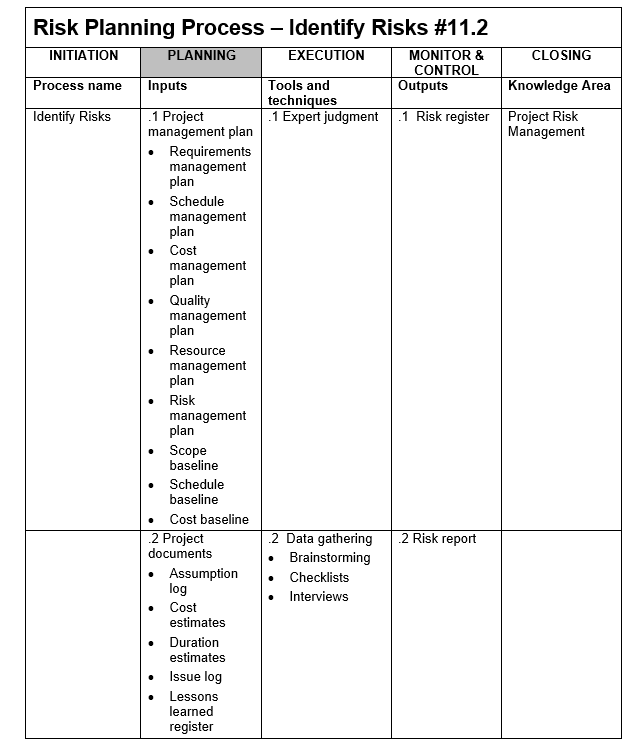 Risk Planning Process – Identify Risks #11.2
INITIATION
PLANNING
EXECUTION
MONITOR &
CONTROL
CLOSING
Process name
Inputs
Tools and
techniques
Outputs
Knowledge Area
Identify Risks
.1 Project
management plan
• Requirements
management
plan
• Schedule
management
plan
• Cost
management
plan
• Quality
management
plan
• Resource
management
plan
• Risk
management
plan
• Scope
baseline
• Schedule
baseline
• Cost baseline
.1 Expert judgment
.1 Risk register
Project Risk
Management
.2 Project
documents
• Assumption
log
• Cost
estimates
• Duration
estimates
• Issue log
• Lessons
learned
register
.2 Data gathering
• Brainstorming
• Checklists
• Interviews
.2 Risk report